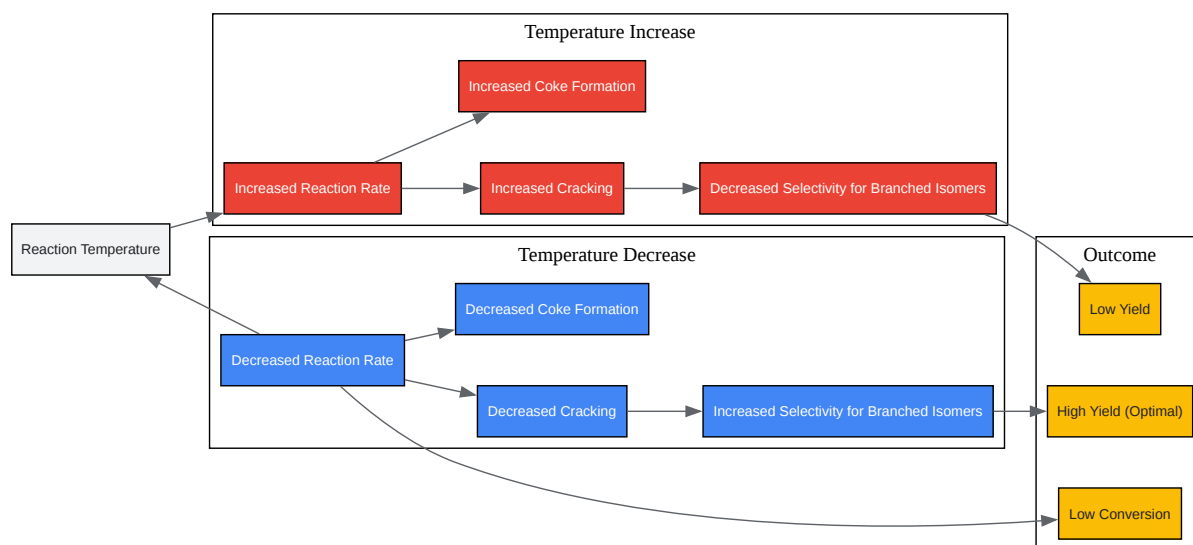 Temperature Increase
Increased Coke Formation
Increased Reaction Rate
Increased Cracking
Decreased Selectivity for Branched Isomers
Reaction Temperature
Temperature Decrease
Decreased Coke Formation
Decreased Reaction Rate
Decreased Cracking
Increased Selectivity for Branched Isomers
Outcome
Low Yield
High Yield (Optimal)
Low Conversion